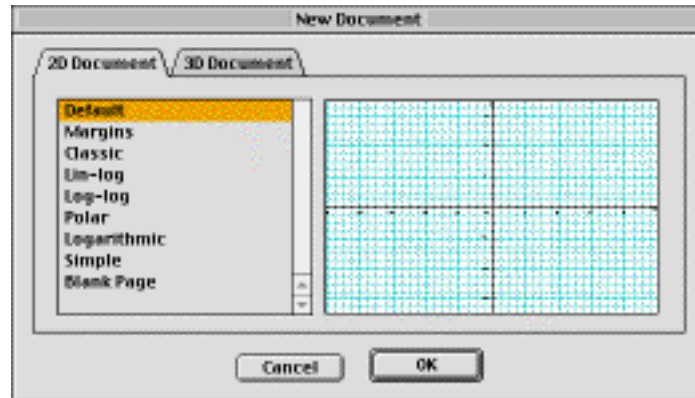 New Document
2D Document 3D Document
Default
Margins
Classic
Lin-log
Log-log
Polar
Logarithmic
Simple
Blank Page
Cancel OK